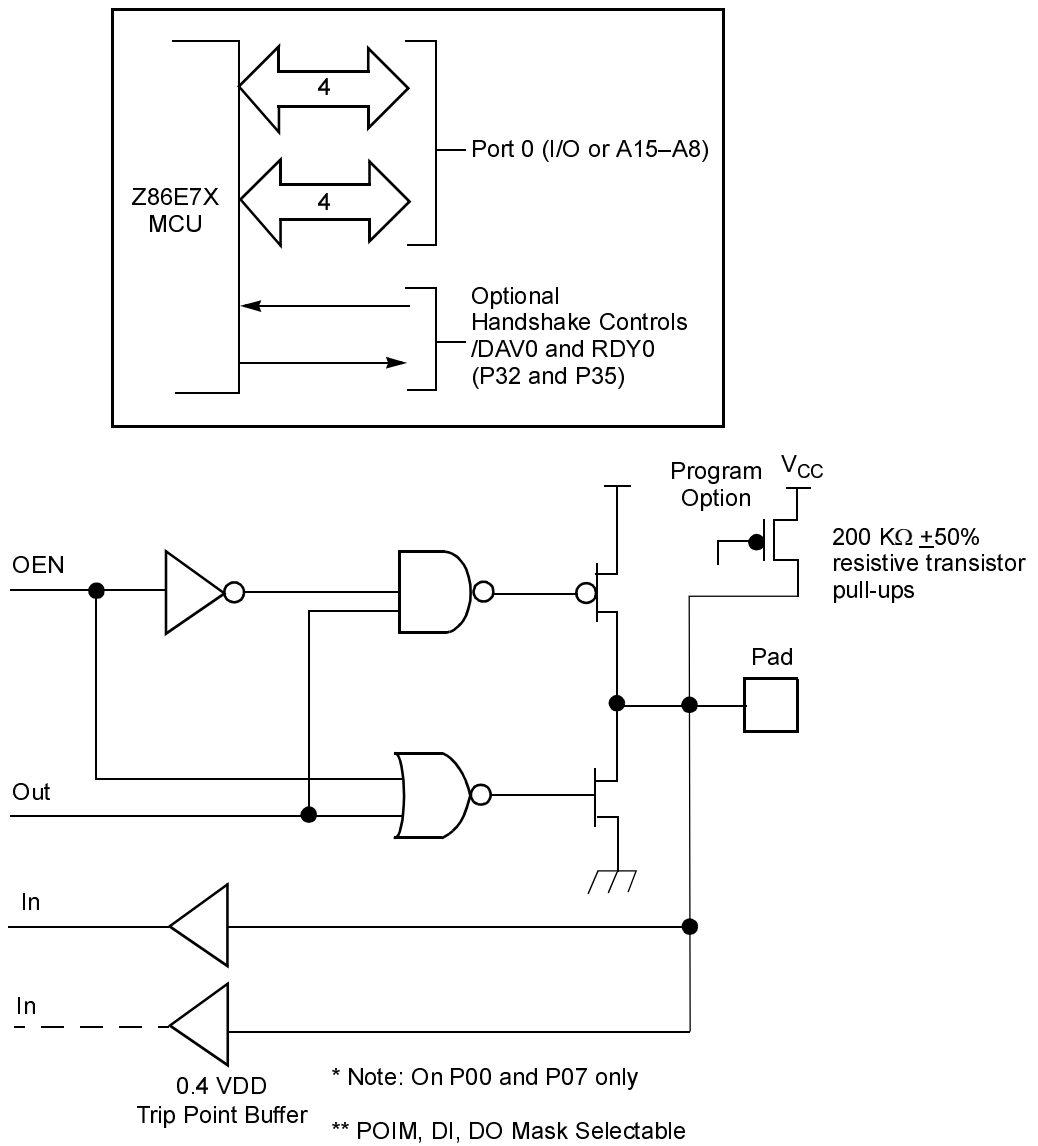 4
Port 0 (I/O or A15–A8)
Z86E7X
MCU
4
Optional
Handshake Controls
/DAV0 and RDY0
(P32 and P35)
Program
Option
VCC
200 KΩ ±50%
resistive transistor
pull-ups
OEN
Pad
Out
In
In
0.4 VDD
Trip Point Buffer
* Note: On P00 and P07 only
** POIM, DI, DO Mask Selectable